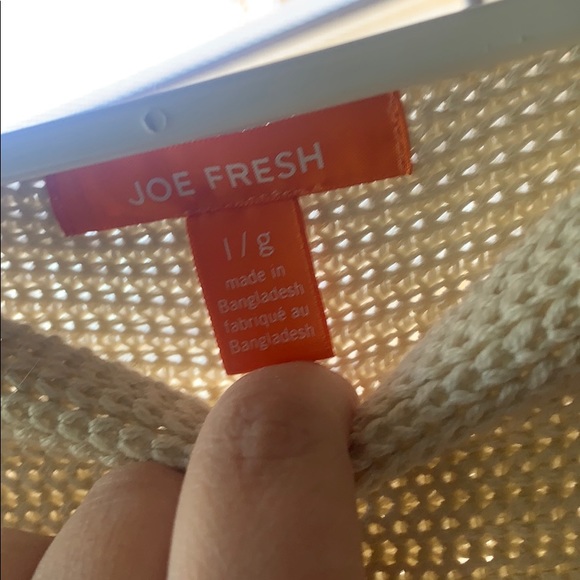 JOE FRESH
l/g
made in
Bangladesh
fabriqué au
Bangladesh